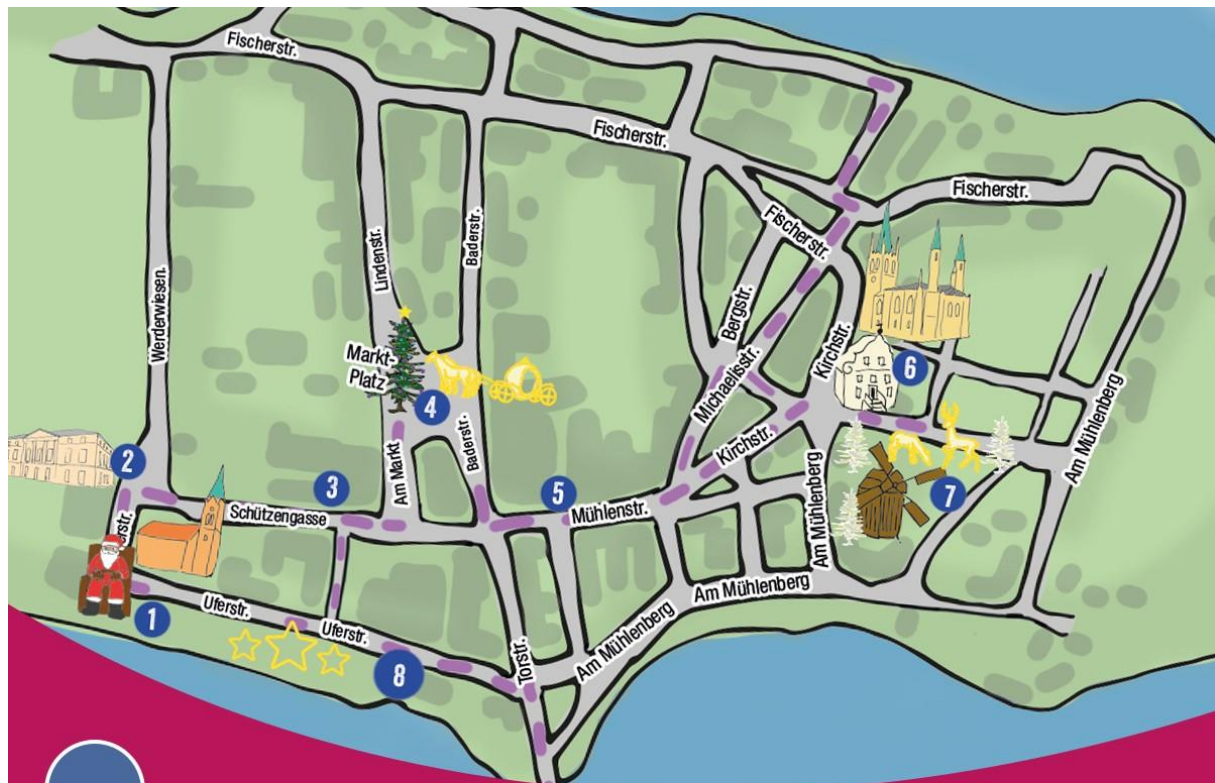 Fischerstr.
Fischerstr.
Fischerstr.
Fischerstr.
Werderwiesen.
Lindenstr.
Baderstr.
Bergstr.
Markt-
Platz
4
Michaelisstr.
Kirchstr.
6
Kirchstr.
Am Mühlenberg
2
3
Am Markt
Baderstr.
5
Mühlenstr.
Am Mühlenberg
7
Schützengasse
1
Uferstr.
Uferstr.
8
Torstr.
Am Mühlenberg
Am Mühlenberg